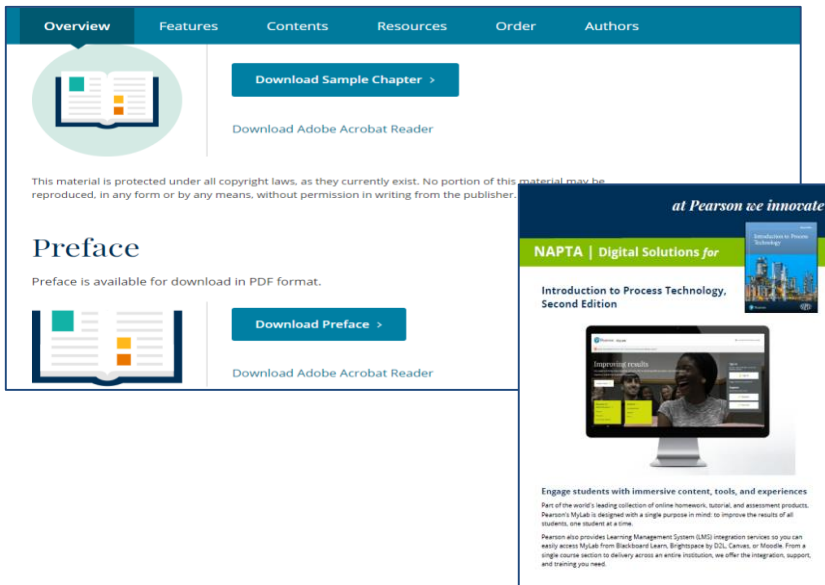 Overview Features Contents Resources Order Authors
Download Sample Chapter >
Download Adobe Acrobat Reader
This material is protected under all copyright laws, as they currently exist. No portion of this material may be
reproduced, in any form or by any means, without permission in writing from the publisher.
Preface
Preface is available for download in PDF format.
Download Preface >
Download Adobe Acrobat Reader
at Pearson we innovate
NAPTA | Digital Solutions for
Introduction to Process
Technology
Introduction to Process Technology,
Second Edition
Pearson
Improving results
Engage students with immersive content, tools, and experiences
Part of the world's leading collection of online homework, tutorial, and assessment products,
Pearson's MyLab is designed with a single purpose in mind: to improve the results of all
students, one student at a time.
Pearson also provides Learning Management System (LMS) integration services so you can
easily access MyLab from Blackboard Learn, Brightspace by D2L, Canvas, or Moodle. From a
single course section to delivery across an entire institution, we offer the integration, support,
and training you need.